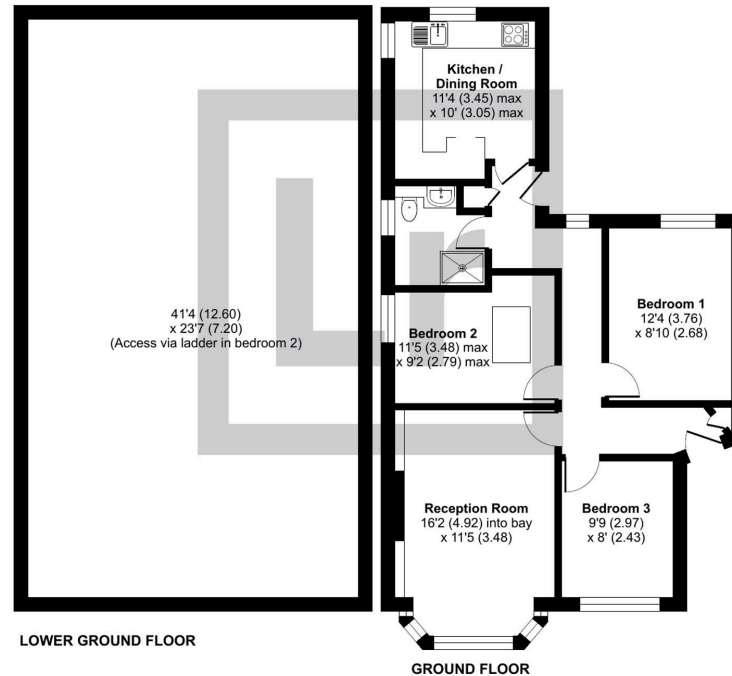 Kitchen /
Dining Room
11'4 (3.45) max
x 10' (3.05) max
41'4 (12.60)
x 23'7 (7.20)
(Access via ladder in bedroom 2)
Bedroom 2
11'5 (3.48) max
x 9'2 (2.79) max
Bedroom 1
12'4 (3.76)
x 8'10 (2.68)
Reception Room
16'2 (4.92) into bay
x 11'5 (3.48)
Bedroom 3
9'9 (2.97)
x 8' (2.43)
LOWER GROUND FLOOR
GROUND FLOOR